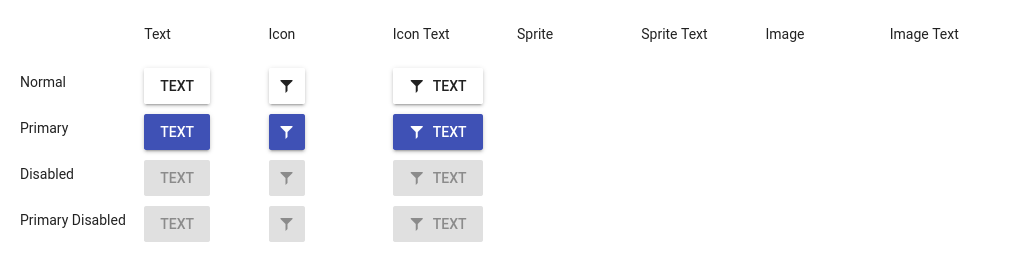 Text Icon Icon Text Sprite Sprite Text Image Image Text
Normal TEXT TEXT
Primary TEXT TEXT
Disabled TEXT TEXT
Primary Disabled TEXT TEXT